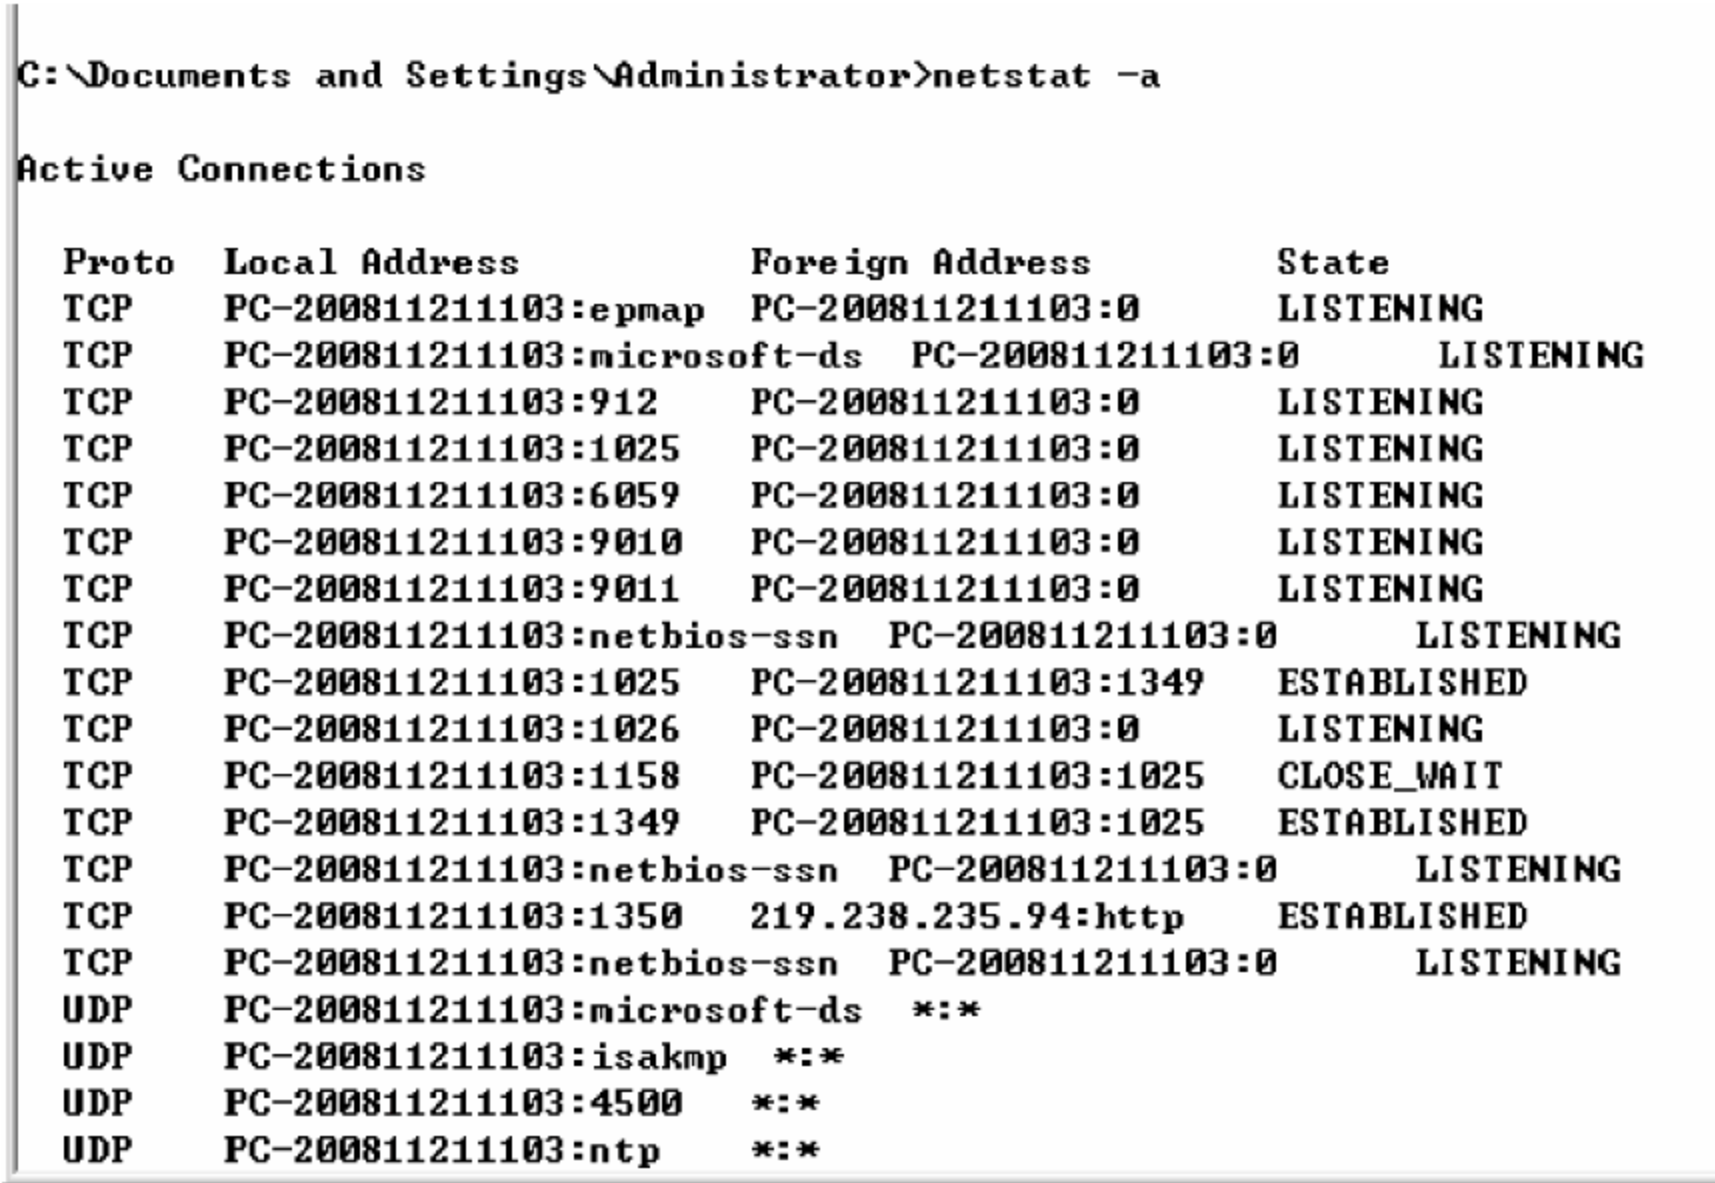 C:\Documents and Settings\Administrator>netstat -a
Active Connections
Proto Local Address Foreign Address State
TCP PC-200811211103:epmap PC-200811211103:0 LISTENING
TCP PC-200811211103:microsoft-ds PC-200811211103:0 LISTENING
TCP PC-200811211103:912 PC-200811211103:0 LISTENING
TCP PC-200811211103:1025 PC-200811211103:0 LISTENING
TCP PC-200811211103:6059 PC-200811211103:0 LISTENING
TCP PC-200811211103:9010 PC-200811211103:0 LISTENING
TCP PC-200811211103:9011 PC-200811211103:0 LISTENING
TCP PC-200811211103:netbios-ssn PC-200811211103:0 LISTENING
TCP PC-200811211103:1025 PC-200811211103:1349 ESTABLISHED
TCP PC-200811211103:1026 PC-200811211103:0 LISTENING
TCP PC-200811211103:1158 PC-200811211103:1025 CLOSE_WAIT
TCP PC-200811211103:1349 PC-200811211103:1025 ESTABLISHED
TCP PC-200811211103:netbios-ssn PC-200811211103:0 LISTENING
TCP PC-200811211103:1350 219.238.235.94:http ESTABLISHED
TCP PC-200811211103:netbios-ssn PC-200811211103:0 LISTENING
UDP PC-200811211103:microsoft-ds *:*
UDP PC-200811211103:isakmp *:*
UDP PC-200811211103:4500 *:*
UDP PC-200811211103:ntp *:*